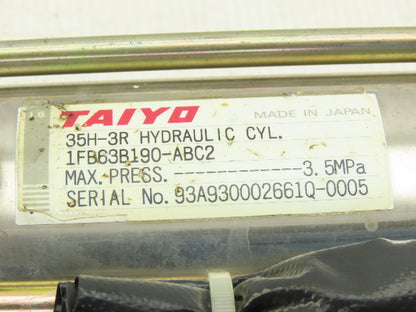 TAIYO MADE IN JAPAN
35H-3R HYDRAULIC CYL.
1FB63B190-ABC2
MAX. PRESS. ------------3.5MPa
SERIAL No. 93A930002661Q-0005